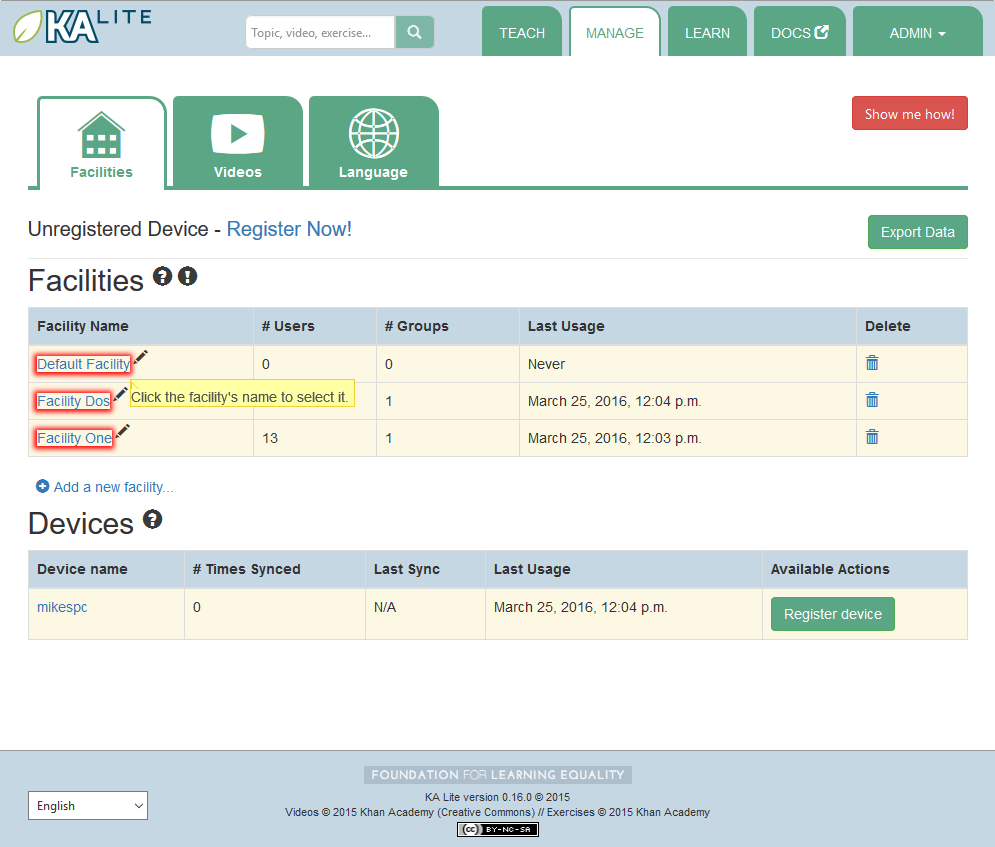 KA LITE
Topic, video, exercise...
TEACH
MANAGE
LEARN
DOCS
ADMIN
Facilities
Videos
Language
Show me how!
Unregistered Device - Register Now!
Export Data
Facilities
Facility Name # Users # Groups Last Usage Delete
Default Facility 0 0 Never
Click the facility's name to select it.
Facility Dos 1 March 25, 2016, 12:04 p.m.
Facility One 13 1 March 25, 2016, 12:03 p.m.
Add a new facility...
Devices
Device name # Times Synced Last Sync Last Usage Available Actions
mikespc 0 N/A March 25, 2016, 12:04 p.m. Register device
FOUNDATION FOR LEARNING EQUALITY
English
KA Lite version 0.16.0 © 2015
Videos © 2015 Khan Academy (Creative Commons) // Exercises © 2015 Khan Academy
cc BY-NC-SA